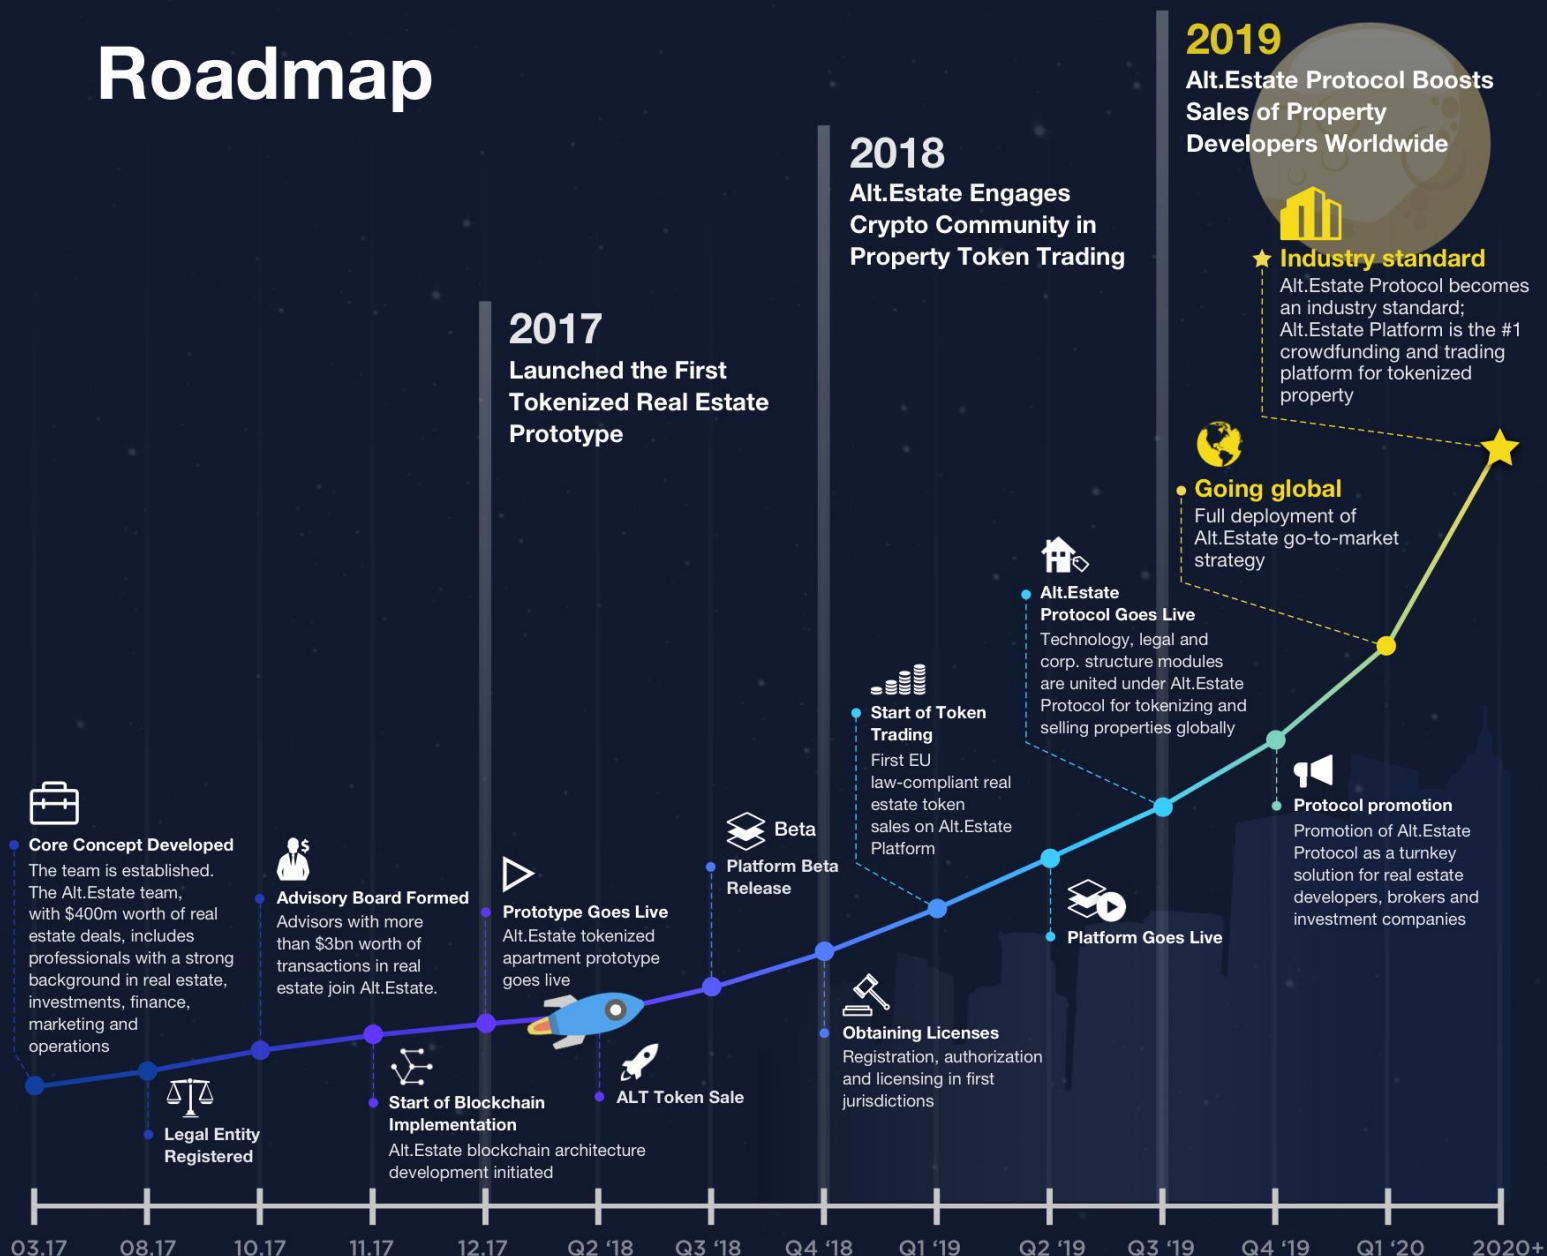 Roadmap
2019
Alt.Estate Protocol Boosts
Sales of Property
Developers Worldwide
2018
Alt.Estate Engages
Crypto Community in
Property Token Trading
2017
Launched the First
Tokenized Real Estate
Prototype
Industry standard
Alt.Estate Protocol becomes
an industry standard;
Alt.Estate Platform is the #1
crowdfunding and trading
platform for tokenized
property
Going global
Full deployment of
Alt.Estate go-to-market
strategy
Alt.Estate
Protocol Goes Live
Technology, legal and
corp. structure modules
are united under Alt.Estate
Protocol for tokenizing and
selling properties globally
Start of Token
Trading
First EU
law-compliant real
estate token
sales on Alt.Estate
Platform
Protocol promotion
Promotion of Alt.Estate
Protocol as a turnkey
solution for real estate
developers, brokers and
investment companies
Core Concept Developed
The team is established.
The Alt.Estate team,
with $400m worth of real
estate deals, includes
professionals with a strong
background in real estate,
investments, finance,
marketing and
operations
Advisory Board Formed
Advisors with more
than $3bn worth of
transactions in real
estate join Alt.Estate.
Prototype Goes Live
Alt.Estate tokenized
apartment prototype
goes live
Beta
Platform Beta
Release
Platform Goes Live
Obtaining Licenses
Registration, authorization
and licensing in first
jurisdictions
Legal Entity
Registered
Start of Blockchain
Implementation
Alt.Estate blockchain architecture
development initiated
ALT Token Sale
03.17 08.17 10.17 11.17 12.17 Q2 ‘18 Q3 ‘18 Q4 ‘18 Q1 ‘19 Q2 ‘19 Q3 ‘19 Q4 ‘19 Q1 ‘20 2020+